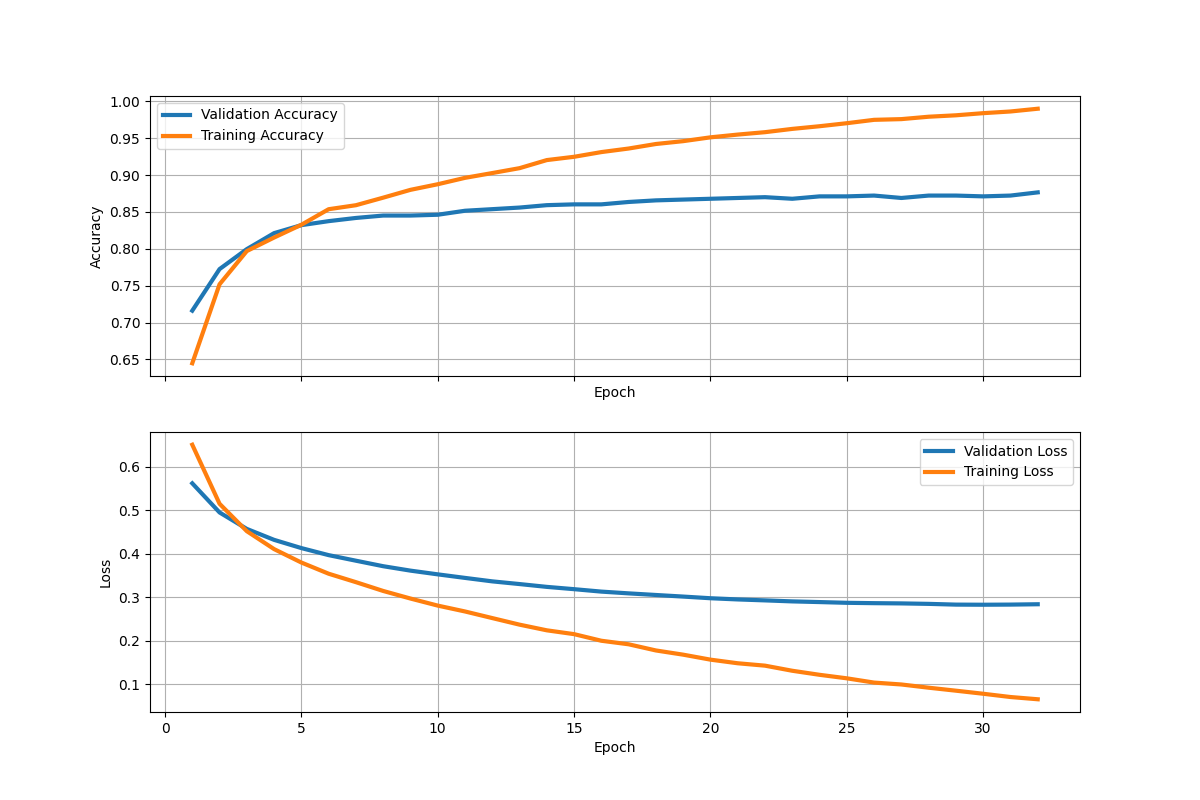 1.00
0.95
0.90
0.85
0.80
0.75
0.70
0.65
Accuracy
Validation Accuracy
Training Accuracy
Epoch
0.6
0.5
0.4
0.3
0.2
0.1
Loss
Validation Loss
Training Loss
0 5 10 15 20 25 30
Epoch